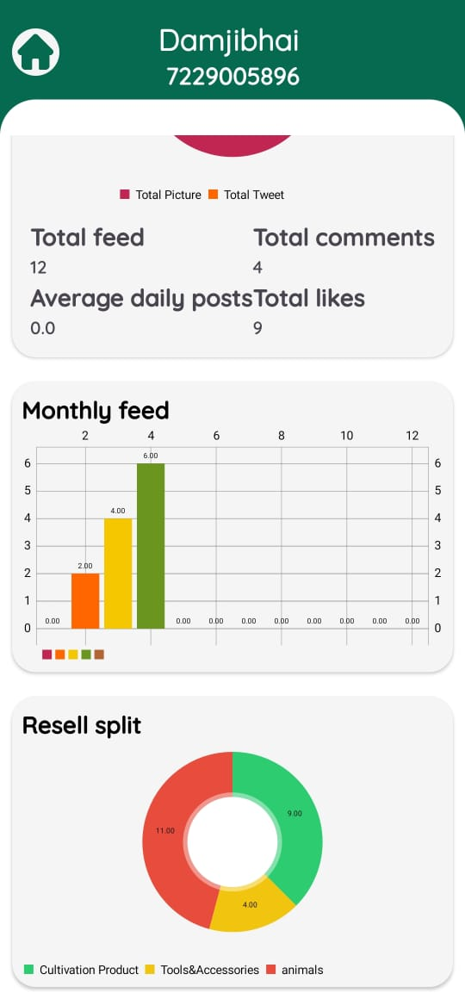 Damjibhai
7229005896
Total Picture Total Tweet
Total feed Total comments
12 4
Average daily posts Total likes
0.0 9
Monthly feed
2 4 6 8 10 12
6.00
6 6
5 5
4.00
4 4
3 3
2.00
2 2
1 1
0.00 0.00 0.00 0.00 0.00 0.00 0.00 0.00 0.00
0 0
Resell split
9.00
11.00
4.00
Cultivation Product Tools&Accessories animals